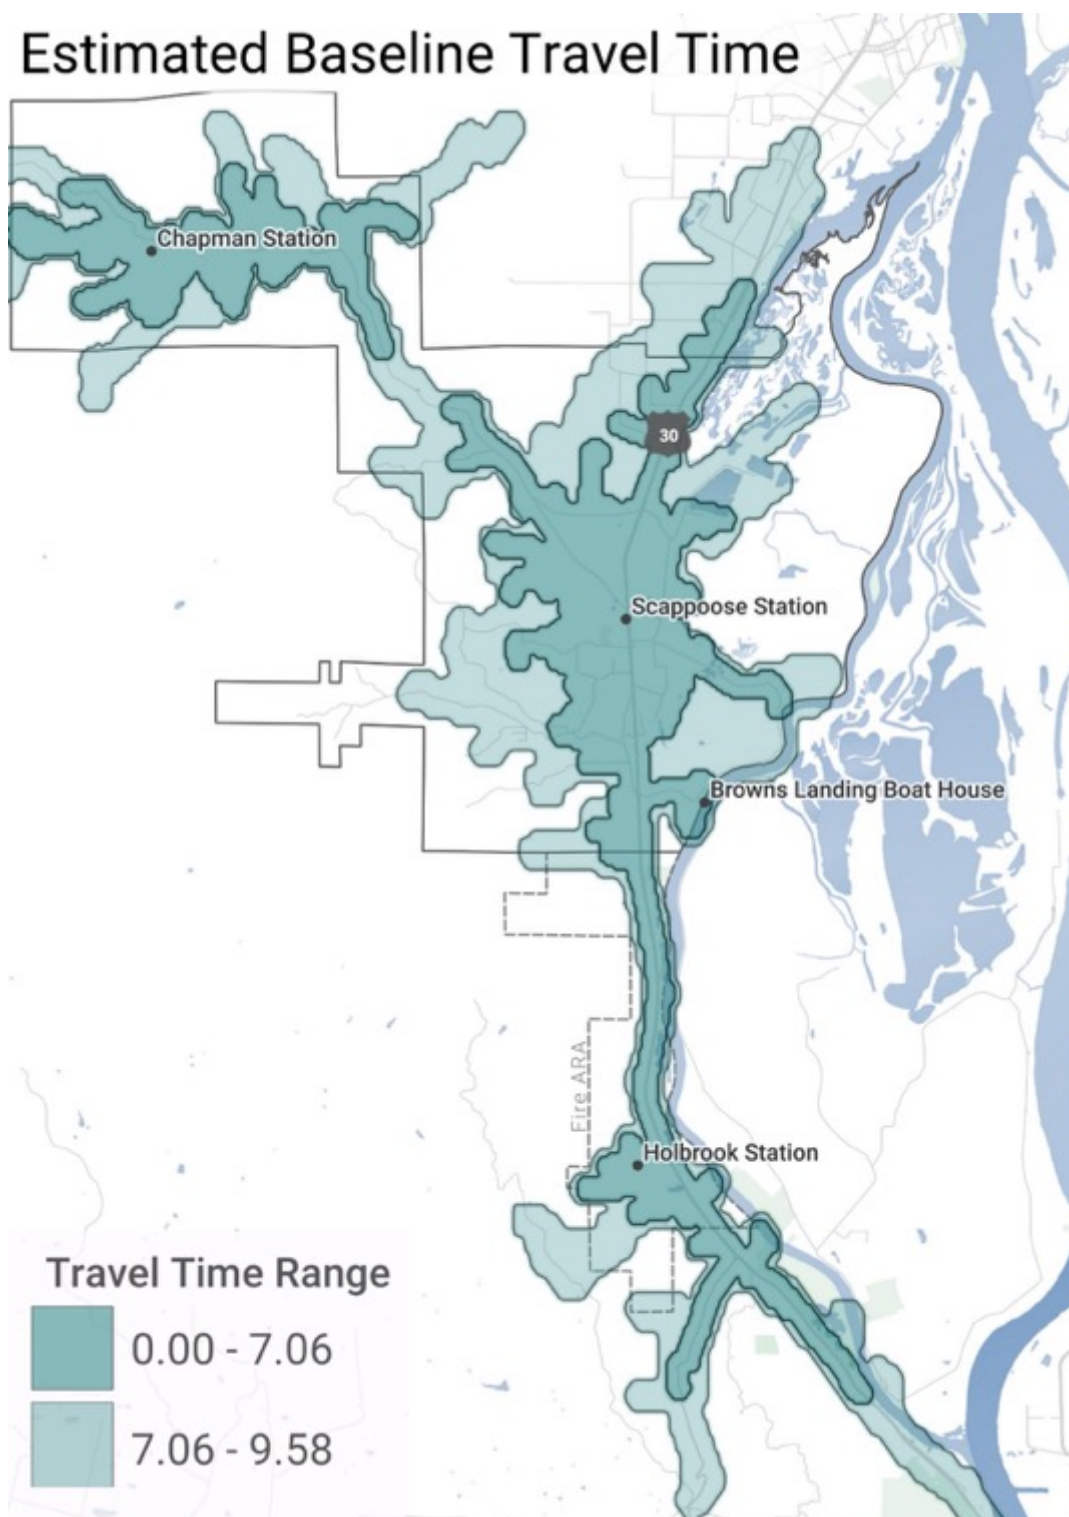 Estimated Baseline Travel Time
Chapman Station
30
Scappoose Station
Browns Landing Boat House
Fire ARA
Holbrook Station
Travel Time Range
0.00 - 7.06
7.06 - 9.58